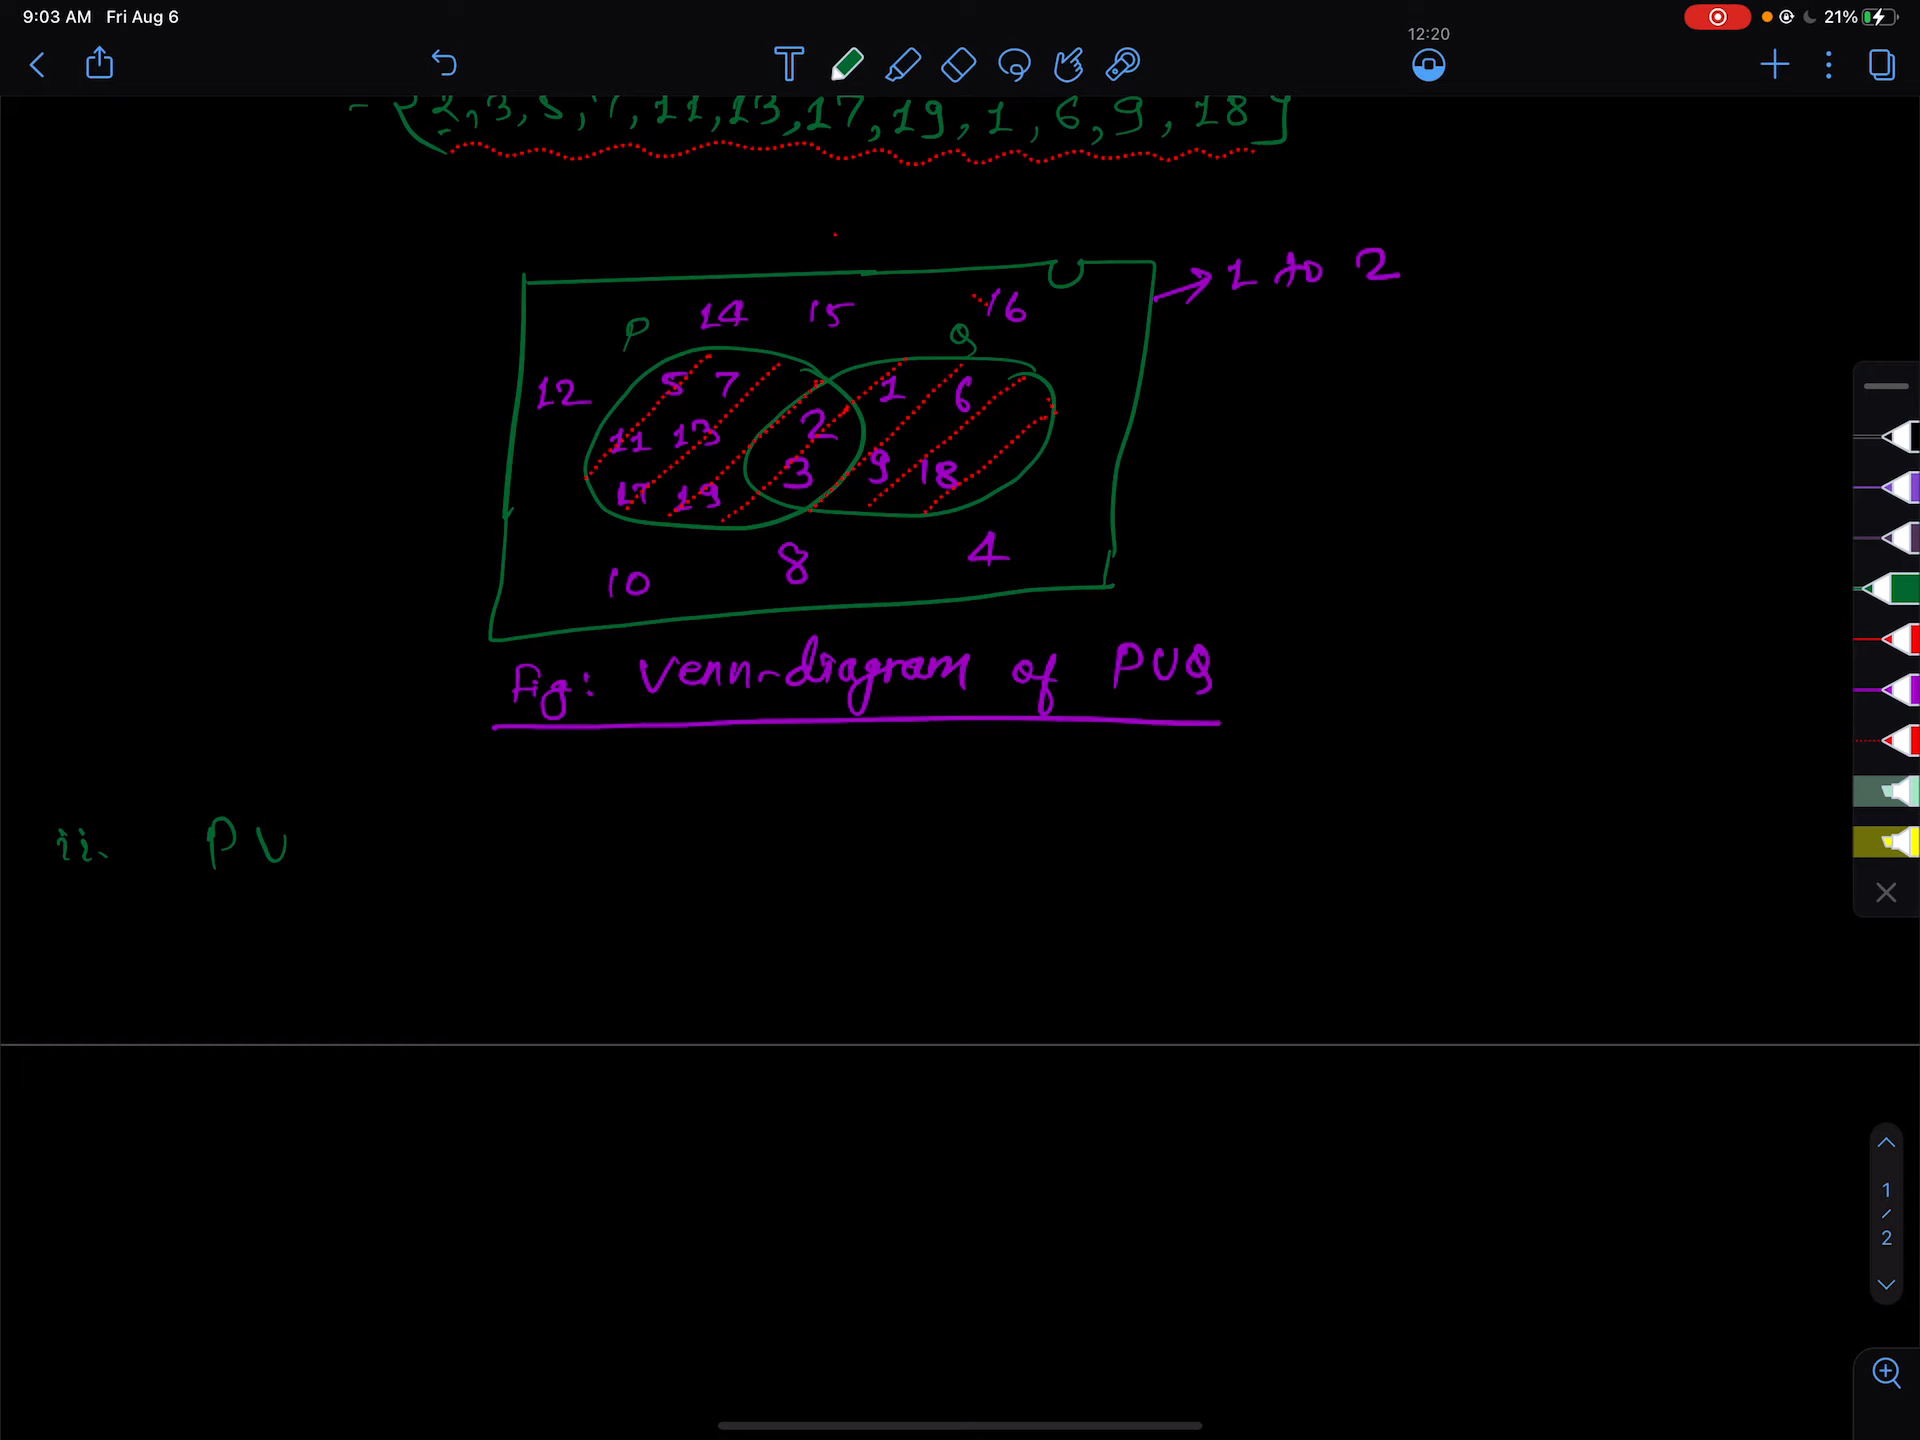 9:03 AM Fri Aug 6
21%
12:20
T
= {2, 3, 5, 7, 11, 13, 17, 19, 1, 6, 9, 18}
U → 1 to 2
P 14 15 Q 16
12 5 7 2 1 6
11 13
17 19 3 9 18
10 8 4
Fig: Venn-diagram of P∪Q
ii. P ∪
1
/
2